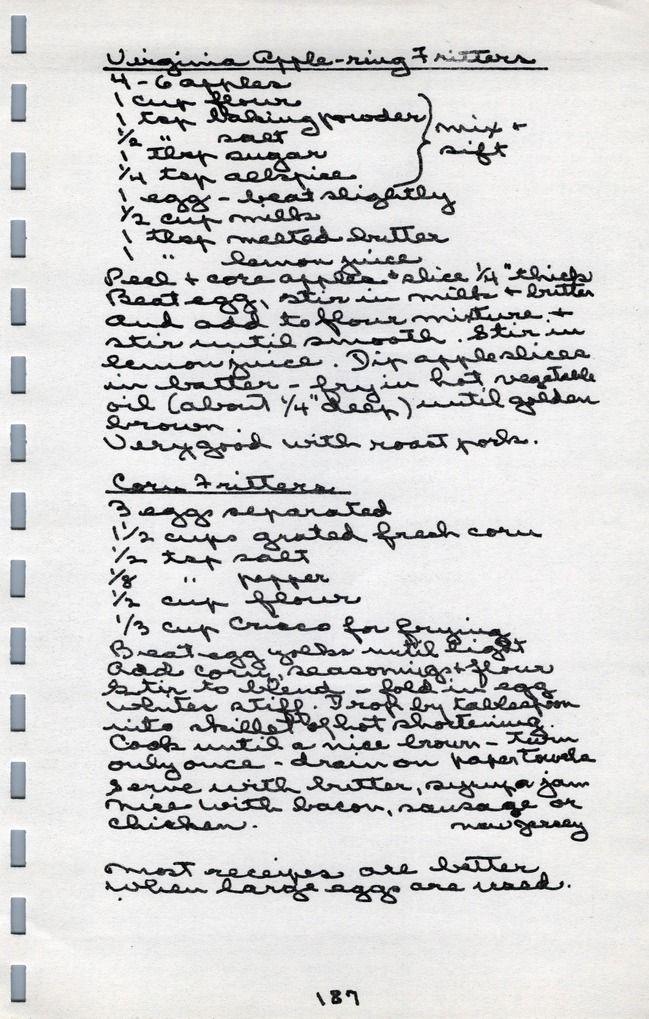 Virginia Apple-ring Fritters
4-6 apples
1 cup flour
1 tsp baking powder
1/2 " salt
1 tbsp sugar
1/4 tsp allspice
mix +
sift
1 egg - beat slightly
1/2 cup milk
1 tbsp melted butter
1 " lemon juice
Peel + core apples + slice 1/4" thick
Beat egg, stir in milk + butter
and add to flour mixture +
stir until smooth. Stir in
lemon juice. Dip apple slices
in batter - fry in hot vegetable
oil (about 1/4" deep) until golden
brown.
Very good with roast pork.
Corn Fritters
3 eggs separated
1 1/2 cups grated fresh corn
1/2 tsp salt
1/8 " pepper
1/2 cup flour
1/3 cup Crisco for frying
Beat egg yolks until light
Add corn, seasonings + flour
Stir to blend - fold in egg
whites stiff. Drop by tablespoon
into skillet of hot shortening.
Cook until a nice brown - turn
only once - drain on paper towels
Serve with butter, syrup or jam
Nice with bacon, sausage or
chicken. New Jersey
Most receipes are better
when large eggs are used.
187